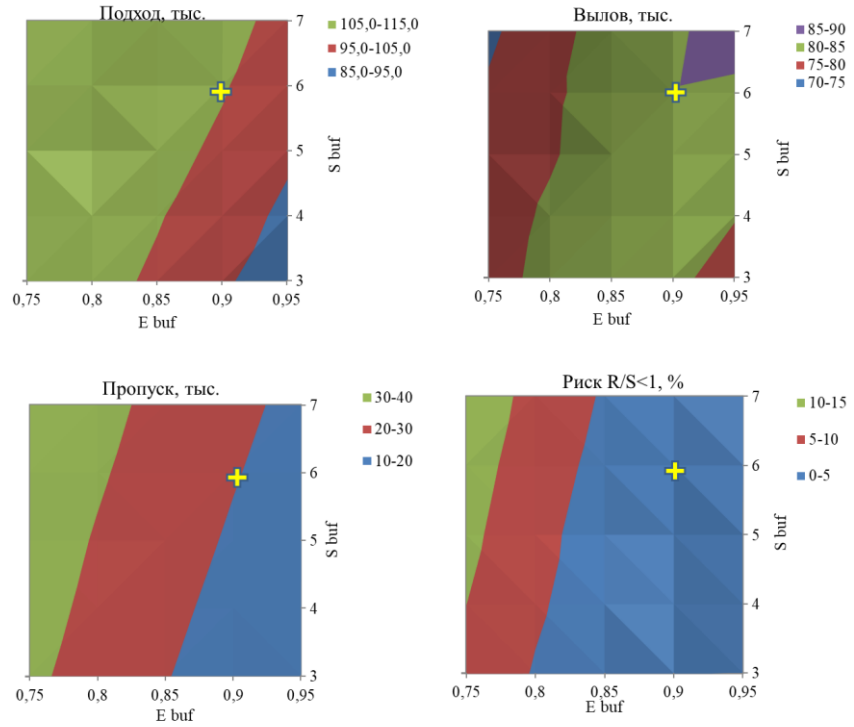 Подход, тыс.
105,0-115,0
95,0-105,0
85,0-95,0
7
6
5
4
3
S buf
0,75 0,8 0,85 0,9 0,95
E buf
Вылов, тыс.
85-90
80-85
75-80
70-75
7
6
5
4
3
S buf
0,75 0,8 0,85 0,9 0,95
E buf
Пропуск, тыс.
30-40
20-30
10-20
7
6
5
4
3
S buf
0,75 0,8 0,85 0,9 0,95
E buf
Риск R/S<1, %
10-15
5-10
0-5
7
6
5
4
3
S buf
0,75 0,8 0,85 0,9 0,95
E buf